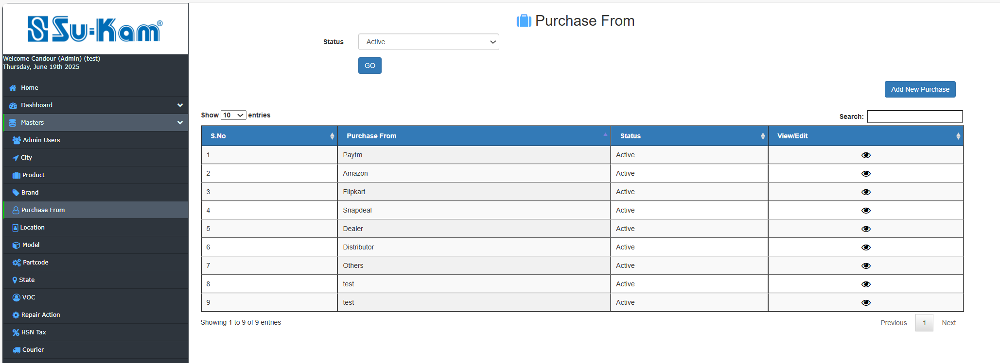 Su-Kam®
Welcome Candour (Admin) (test)
Thursday, June 19th 2025
Home
Dashboard
Masters
Admin Users
City
Product
Brand
Purchase From
Location
Model
Partcode
State
VOC
Repair Action
HSN Tax
Courier
Purchase From
Status Active
GO
Add New Purchase
Show 10 entries
Search:
S.No Purchase From Status View/Edit
1 Paytm Active
2 Amazon Active
3 Flipkart Active
4 Snapdeal Active
5 Dealer Active
6 Distributor Active
7 Others Active
8 test Active
9 test Active
Showing 1 to 9 of 9 entries
Previous 1 Next